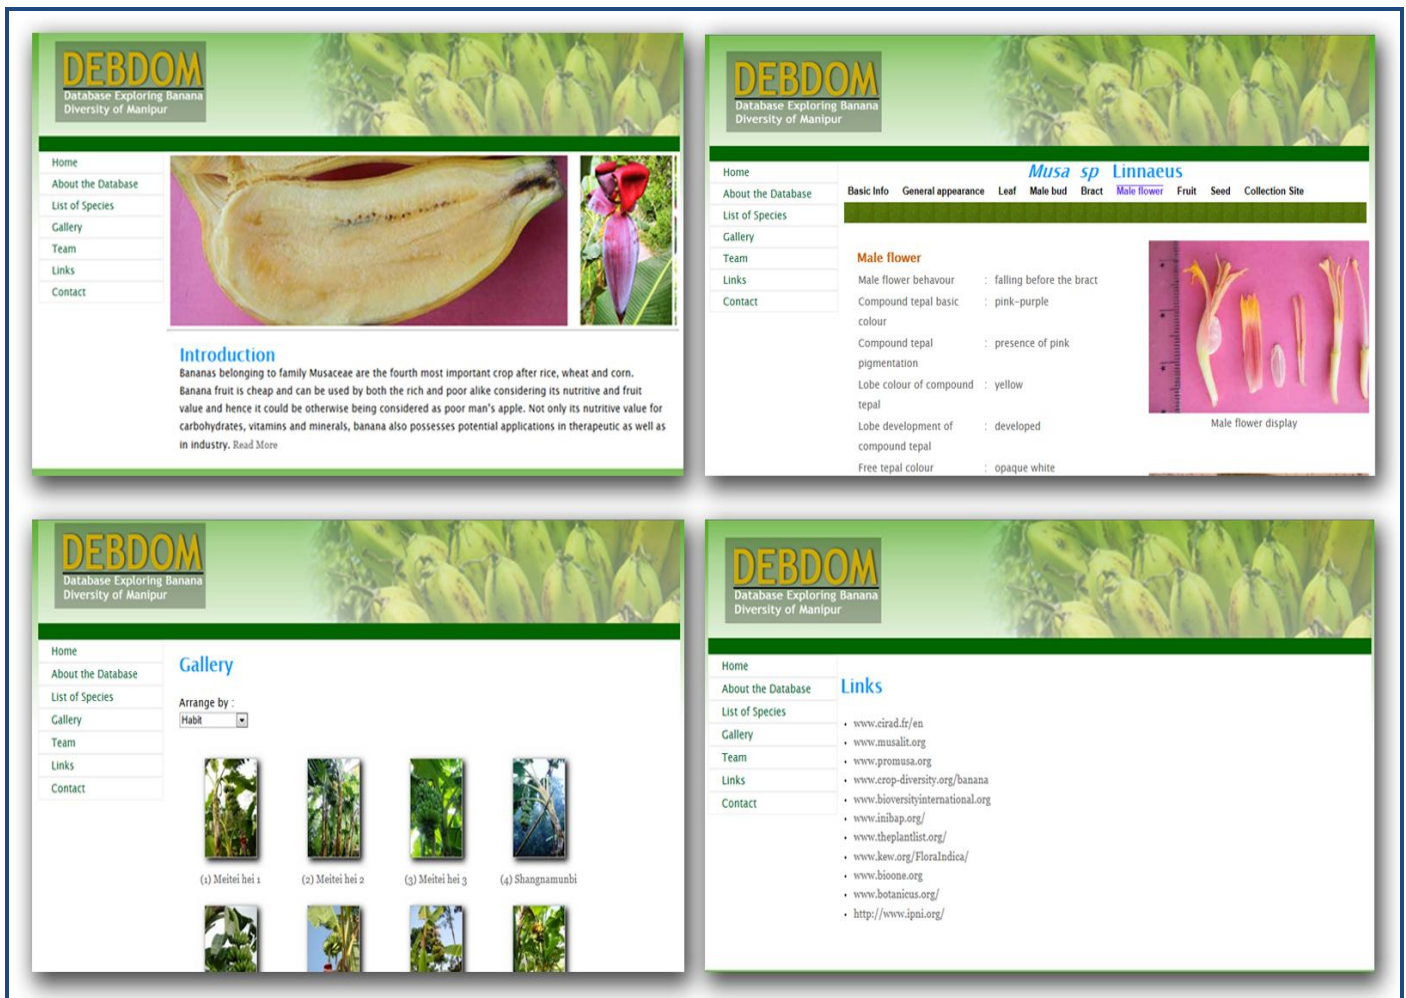 DEBDOM
Database Exploring Banana
Diversity of Manipur
Home
About the Database
List of Species
Gallery
Team
Links
Contact
Introduction
Bananas belonging to family Musaceae are the fourth most important crop after rice, wheat and corn.
Banana fruit is cheap and can be used by both the rich and poor alike considering its nutritive and fruit
value and hence it could be otherwise being considered as poor man's apple. Not only its nutritive value for
carbohydrates, vitamins and minerals, banana also possesses potential applications in therapeutic as well as
in industry. Read More
DEBDOM
Database Exploring Banana
Diversity of Manipur
Home
About the Database
List of Species
Gallery
Team
Links
Contact
Musa sp Linnaeus
Basic Info General appearance Leaf Male bud Bract Male flower Fruit Seed Collection Site
Male flower
Male flower behavour : falling before the bract
Compound tepal basic : pink-purple
colour
Compound tepal : presence of pink
pigmentation
Lobe colour of compound : yellow
tepal
Lobe development of : developed
compound tepal
Free tepal colour : opaque white
Male flower display
DEBDOM
Database Exploring Banana
Diversity of Manipur
Home
About the Database
List of Species
Gallery
Team
Links
Contact
Gallery
Arrange by :
Habit
(1) Meitei hei 1 (2) Meitei hei 2 (3) Meitei hei 3 (4) Shangnamunbi
DEBDOM
Database Exploring Banana
Diversity of Manipur
Home
About the Database
List of Species
Gallery
Team
Links
Contact
Links
• www.cirad.fr/en
• www.musalit.org
• www.promusa.org
• www.crop-diversity.org/banana
• www.bioversityinternational.org
• www.inibap.org/
• www.theplantlist.org/
• www.kew.org/FloraIndica/
• www.bioone.org
• www.botanicus.org/
• http://www.ipni.org/